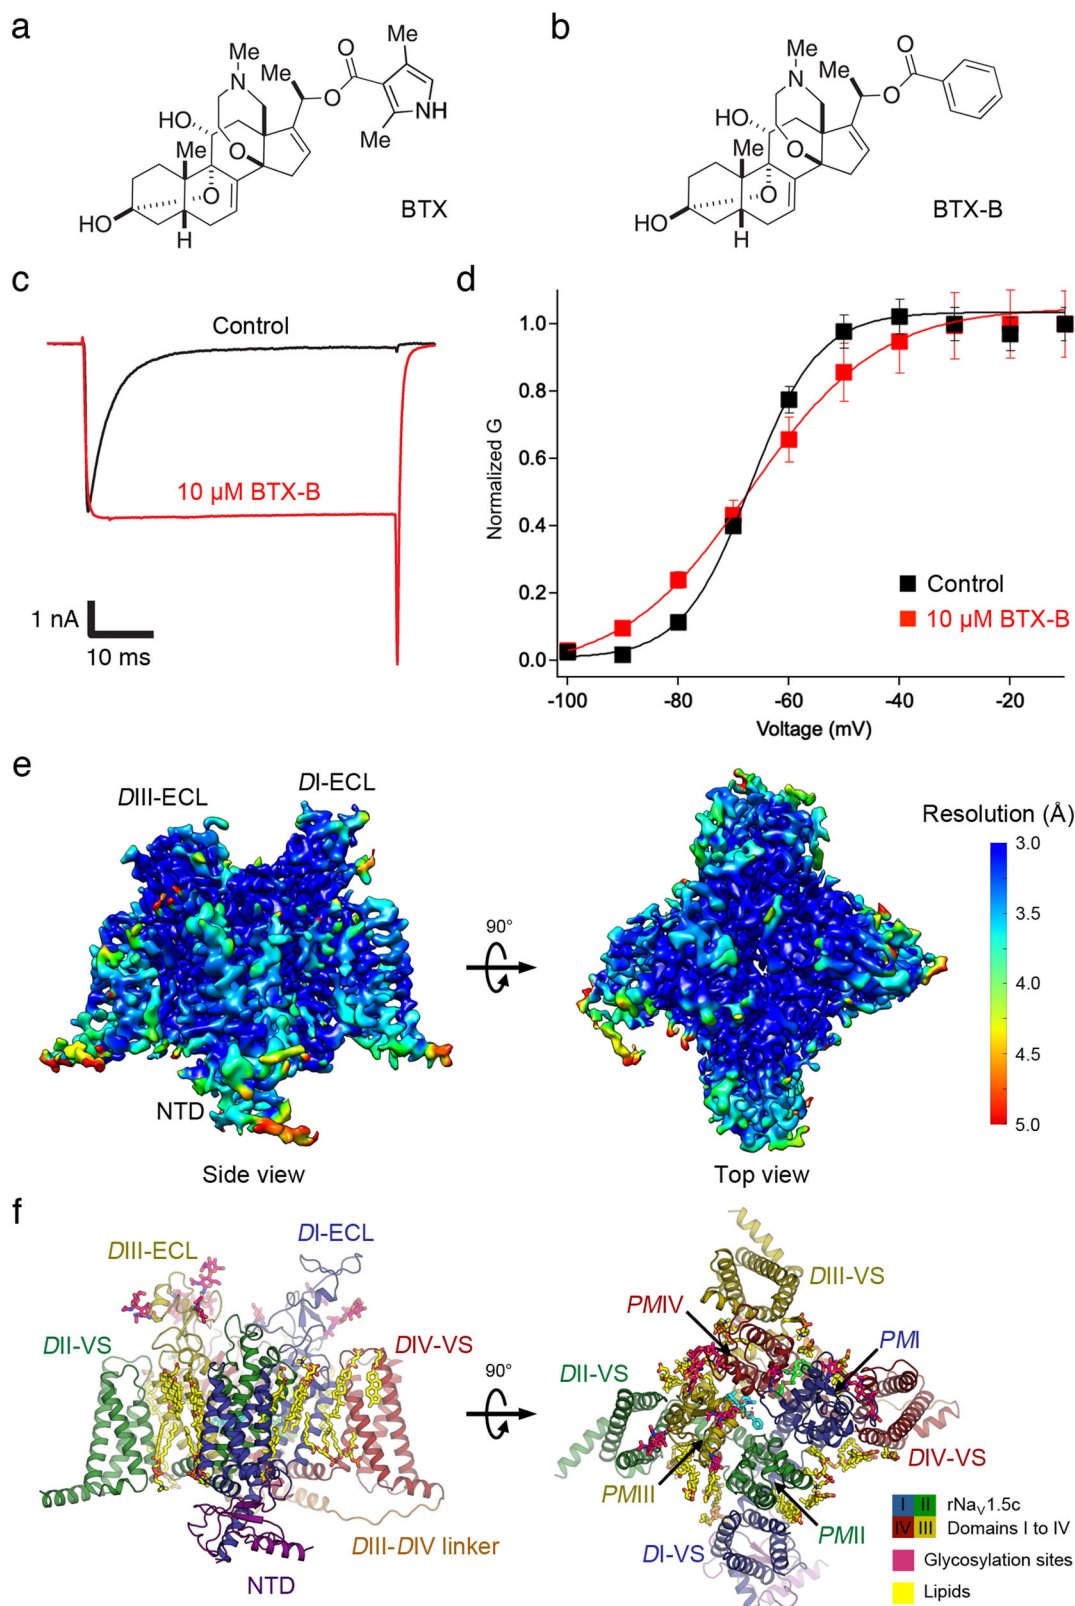 a
b
Me
O
Me
O
NH
Me
Me
N
HO
Me
O
O
HO
H
BTX
Me
O
Me
O
N
HO
Me
O
O
HO
H
BTX-B
c
d
Control
10 µM BTX-B
1 nA
10 ms
1.0
0.8
0.6
0.4
0.2
0.0
Normalized G
Control
10 µM BTX-B
-100
-80
-60
-40
-20
Voltage (mV)
e
DIII-ECL
DI-ECL
NTD
Side view
90°
Top view
Resolution (Å)
3.0
3.5
4.0
4.5
5.0
f
DIII-ECL
DI-ECL
DII-VS
DIV-VS
DIII-DIV linker
NTD
90°
DIII-VS
PMIV
PMI
DII-VS
DIV-VS
PMIII
PMII
DI-VS
I II rNaV1.5c
IV III Domains I to IV
Glycosylation sites
Lipids